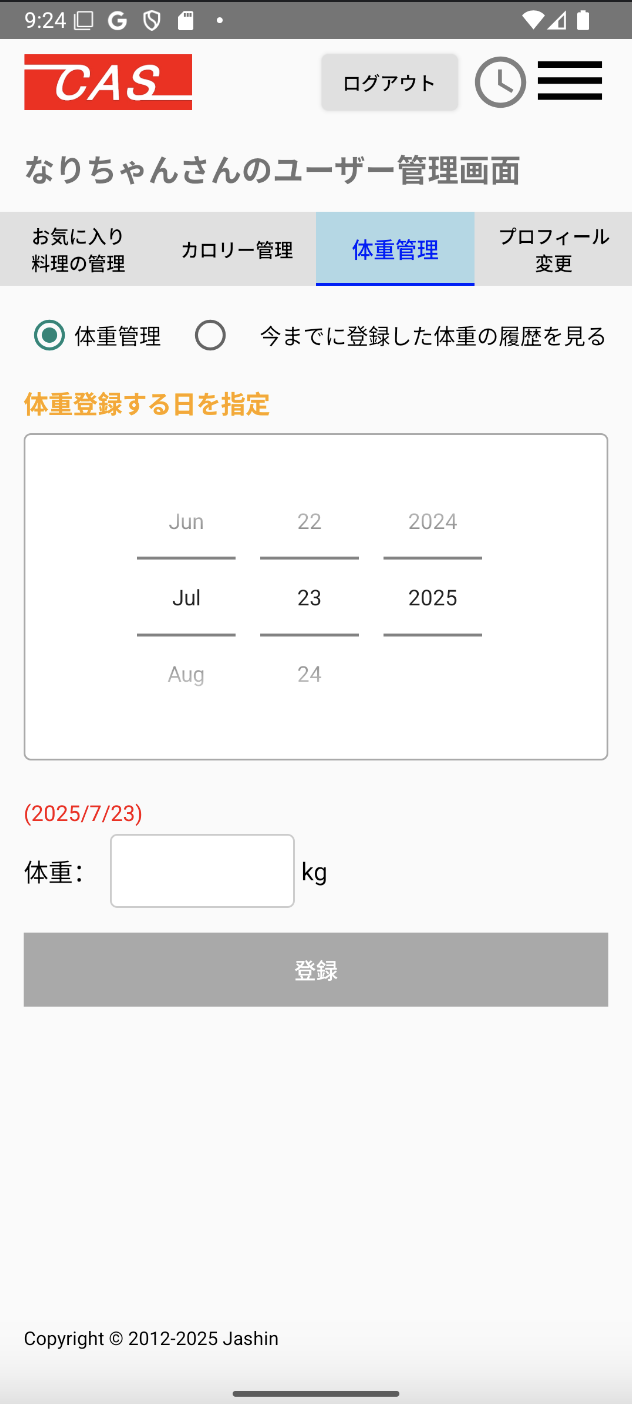 9:24
CAS
ログアウト
なりちゃんさんのユーザー管理画面
お気に入り
料理の管理
カロリー管理
体重管理
プロフィール
変更
体重管理
今までに登録した体重の履歴を見る
体重登録する日を指定
Jun 22 2024
Jul 23 2025
Aug 24
(2025/7/23)
体重： kg
登録
Copyright © 2012-2025 Jashin